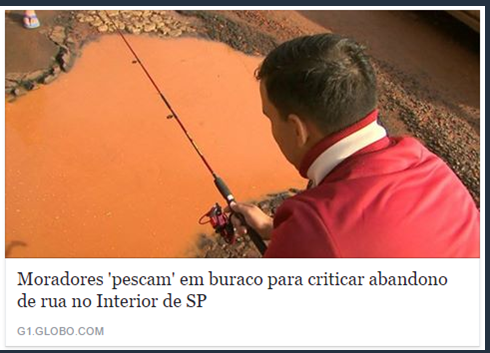 Moradores 'pescam' em buraco para criticar abandono
de rua no Interior de SP
G1.GLOBO.COM